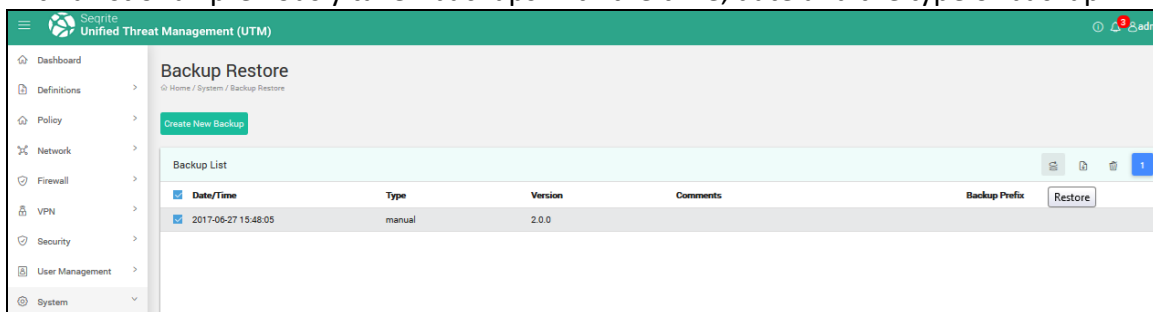 Seqrite
Unified Threat Management (UTM)
3
adr
Dashboard
Definitions
Policy
Network
Firewall
VPN
Security
User Management
System
Backup Restore
Home / System / Backup Restore
Create New Backup
Backup List
1
Date/Time Type Version Comments Backup Prefix
Restore
2017-06-27 15:48:05 manual 2.0.0